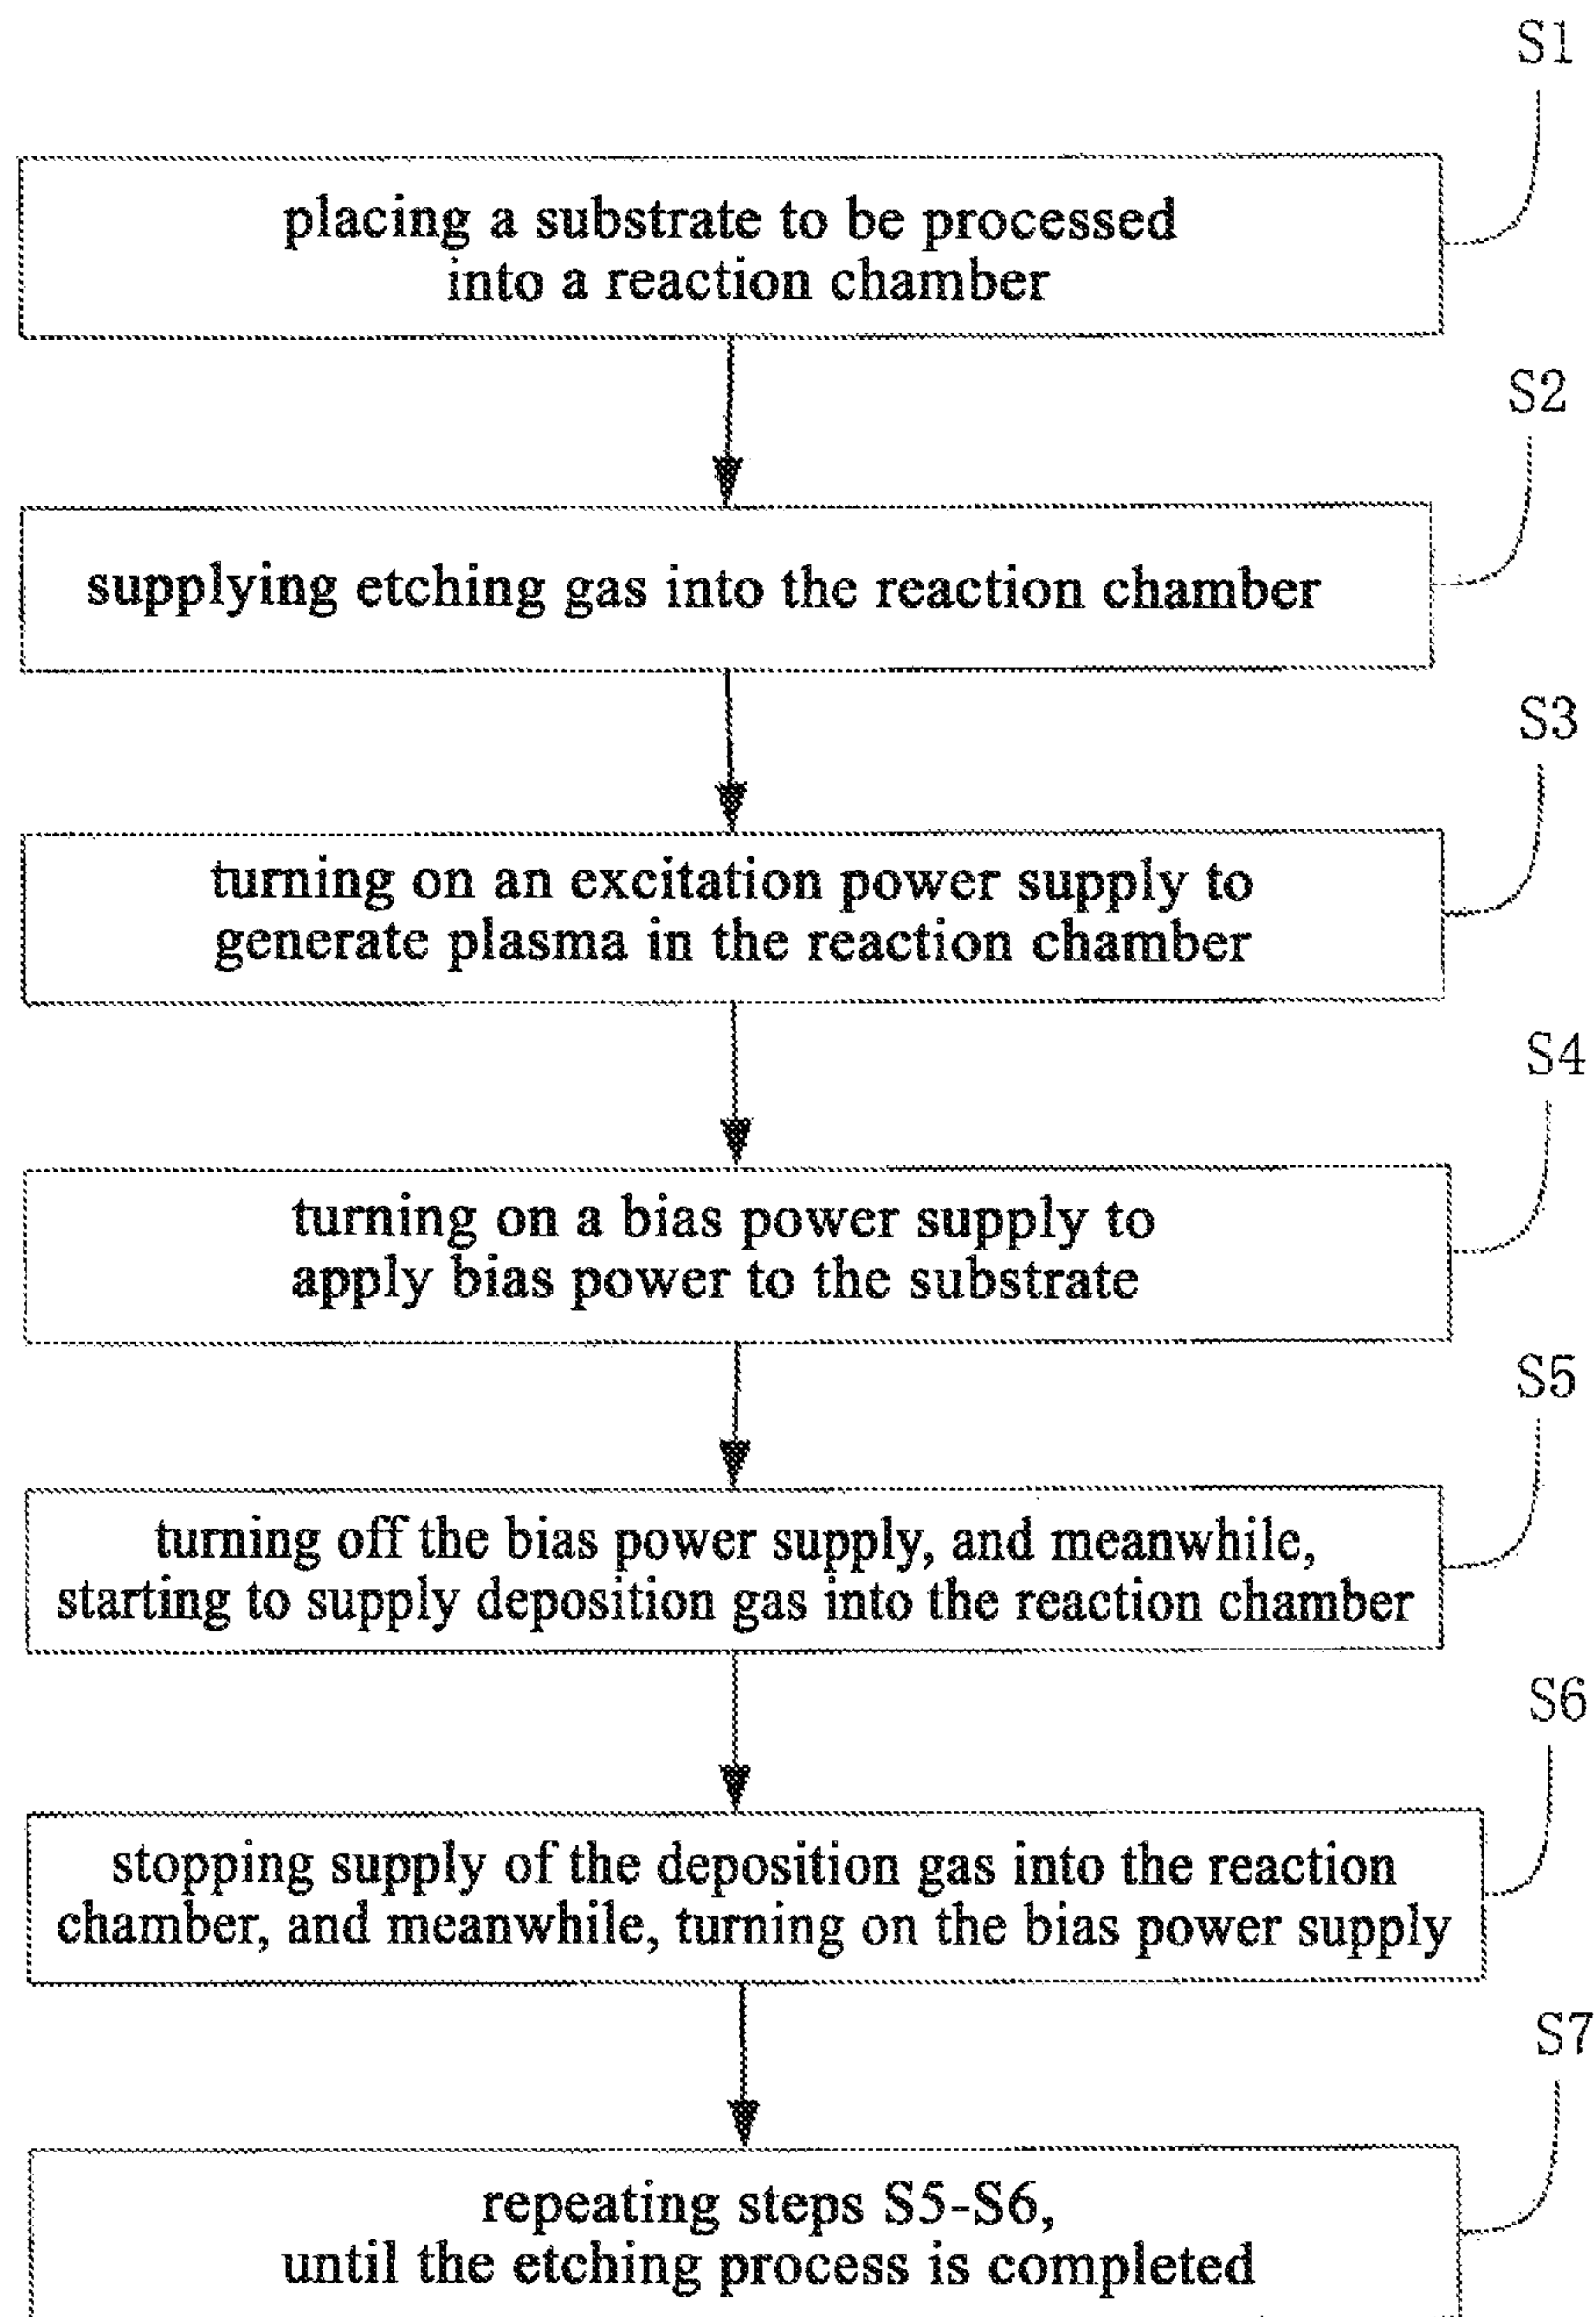 S1
placing a substrate to be processed
into a reaction chamber
S2
supplying etching gas into the reaction chamber
S3
turning on an excitation power supply to
generate plasma in the reaction chamber
S4
turning on a bias power supply to
apply bias power to the substrate
S5
turning off the bias power supply, and meanwhile,
starting to supply deposition gas into the reaction chamber
S6
stopping supply of the deposition gas into the reaction
chamber, and meanwhile, turning on the bias power supply
S7
repeating steps S5-S6,
until the etching process is completed